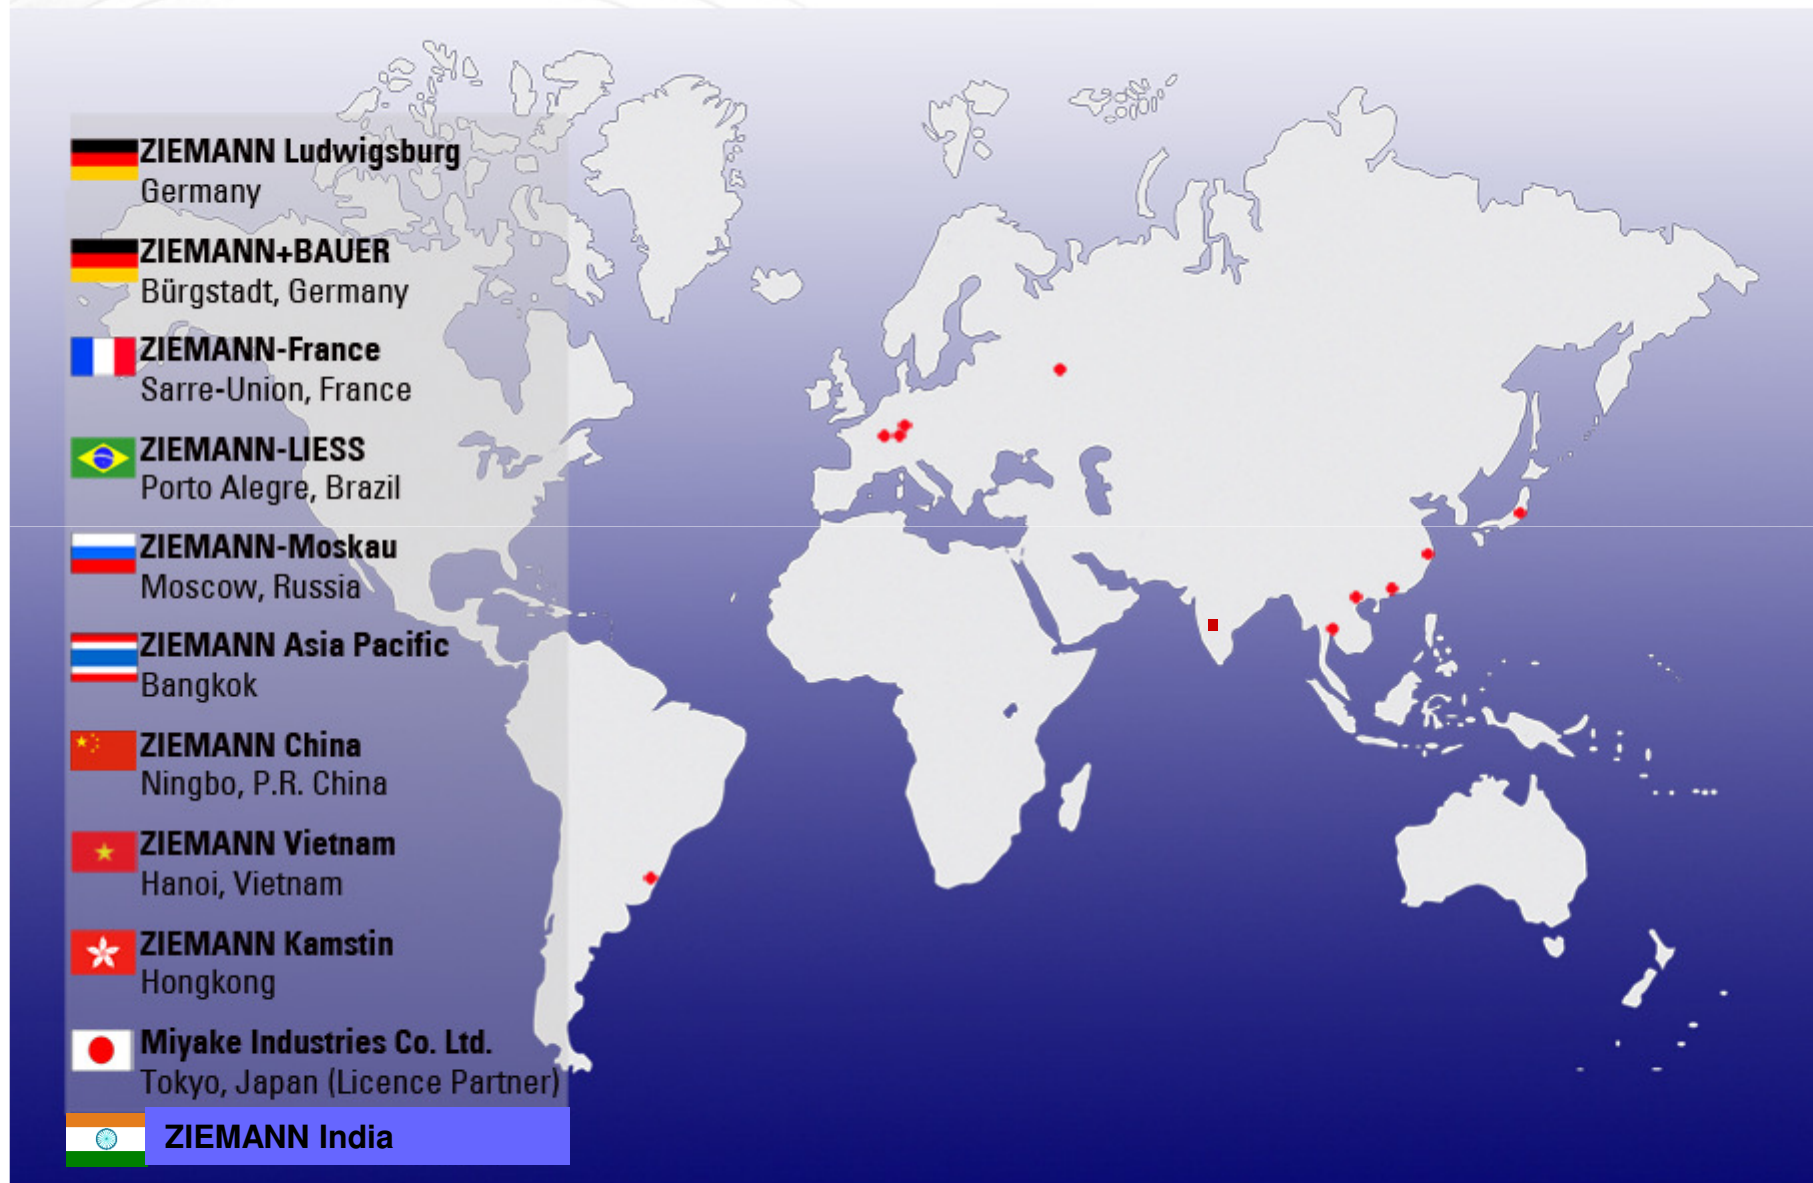 ZIEMANN Ludwigsburg
Germany
ZIEMANN+BAUER
Bürgstadt, Germany
ZIEMANN-France
Sarre-Union, France
ZIEMANN-LIESS
Porto Alegre, Brazil
ZIEMANN-Moskau
Moscow, Russia
ZIEMANN Asia Pacific
Bangkok
ZIEMANN China
Ningbo, P.R. China
ZIEMANN Vietnam
Hanoi, Vietnam
ZIEMANN Kamstin
Hongkong
Miyake Industries Co. Ltd.
Tokyo, Japan (Licence Partner)
ZIEMANN India